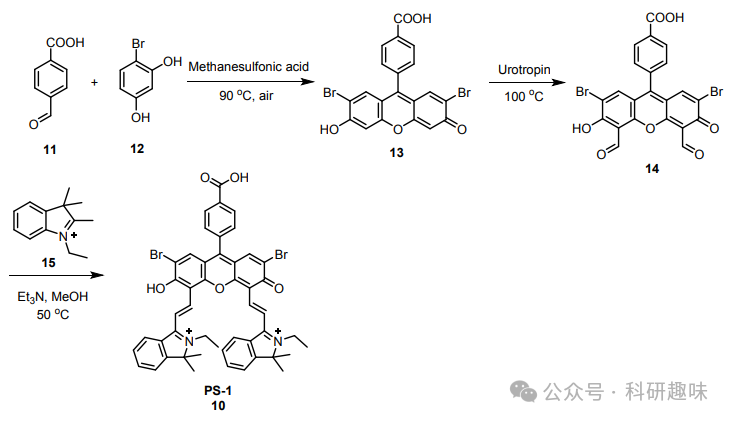 COOH
O
11
+
Br
OH
OH
12
Methanesulfonic acid
90 °C, air
COOH
Br
Br
HO
O
O
13
Urotropin
100 °C
COOH
Br
Br
HO
O
O
O
O
14
N
+
15
Et3N, MeOH
50 °C
O
OH
Br
Br
HO
O
O
+
N
+
N
PS-1
10
公众号 · 科研趣味